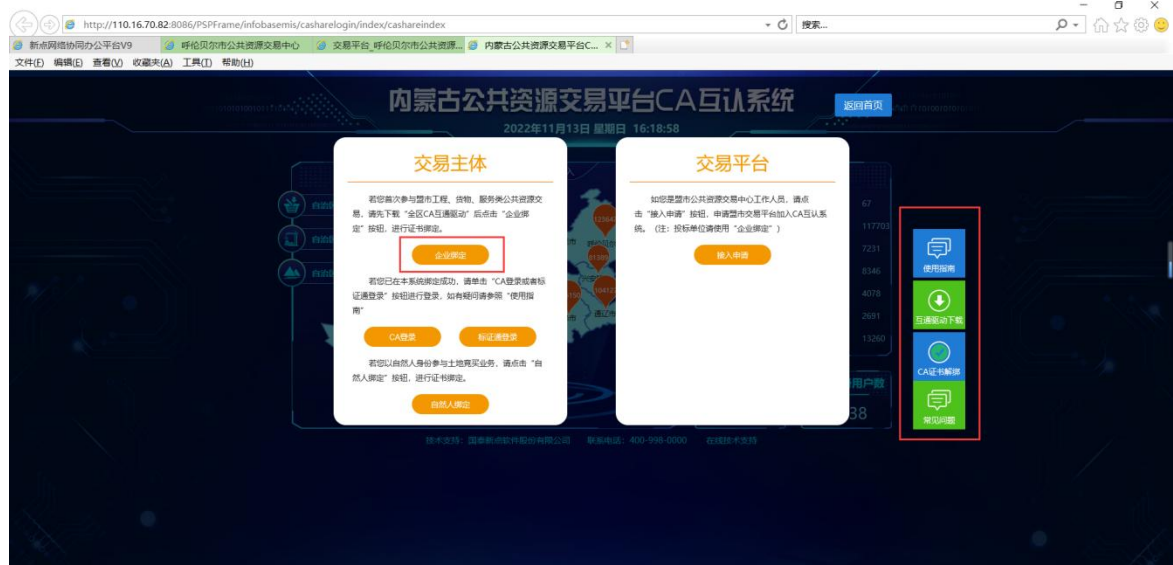 http://110.16.70.82:8086/PSPFrame/infobasemis/casharelogin/index/cashareindex
搜索...
新点网络协同办公平台V9
呼伦贝尔市公共资源交易中心
交易平台_呼伦贝尔市公共资源...
内蒙古公共资源交易平台C...
文件(F) 编辑(E) 查看(V) 收藏夹(A) 工具(T) 帮助(H)
内蒙古公共资源交易平台CA互认系统
返回首页
2022年11月13日 星期日 16:18:58
交易主体
若您首次参与盟市工程、货物、服务类公共资源交
易，请先下载“全区CA互通驱动”后点击“企业绑
定”按钮，进行证书绑定。
企业绑定
若您已在本系统绑定成功，请单击“CA登录或者标
证通登录”按钮进行登录，如有疑问请参照“使用指
南”
CA登录
标证通登录
若您以自然人身份参与土地竞买业务，请点击“自
然人绑定”按钮，进行证书绑定。
自然人绑定
交易平台
如您是盟市公共资源交易中心工作人员，请点
击“接入申请”按钮，申请盟市交易平台加入CA互认系
统。（注：投标单位请使用“企业绑定”）
接入申请
67
117703
7231
8346
4078
2691
13260
用户数
38
使用指南
互通驱动下载
CA证书解绑
常见问题
技术支持：国泰新点软件股份有限公司 联系电话：400-998-0000 在线技术支持